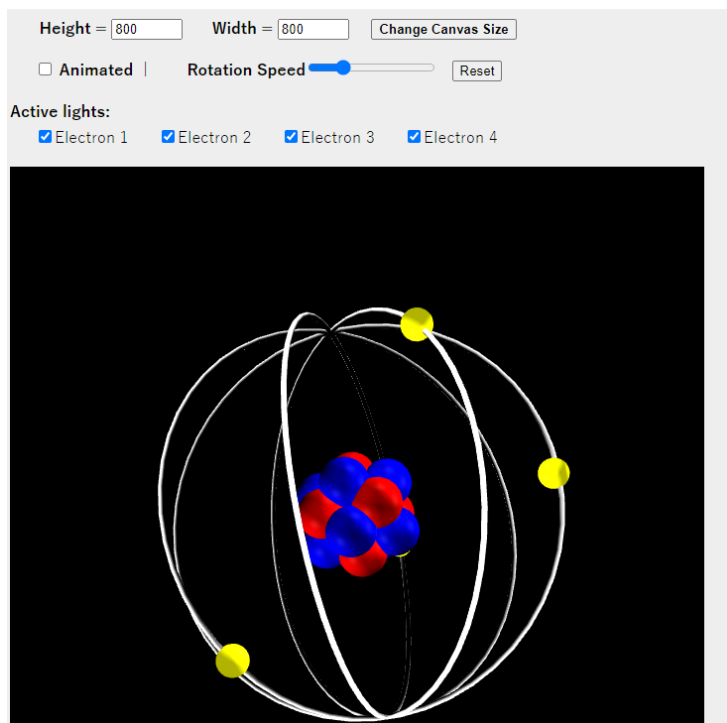 Height = 800 Width = 800 Change Canvas Size
Animated | Rotation Speed Reset
Active lights:
Electron 1 Electron 2 Electron 3 Electron 4